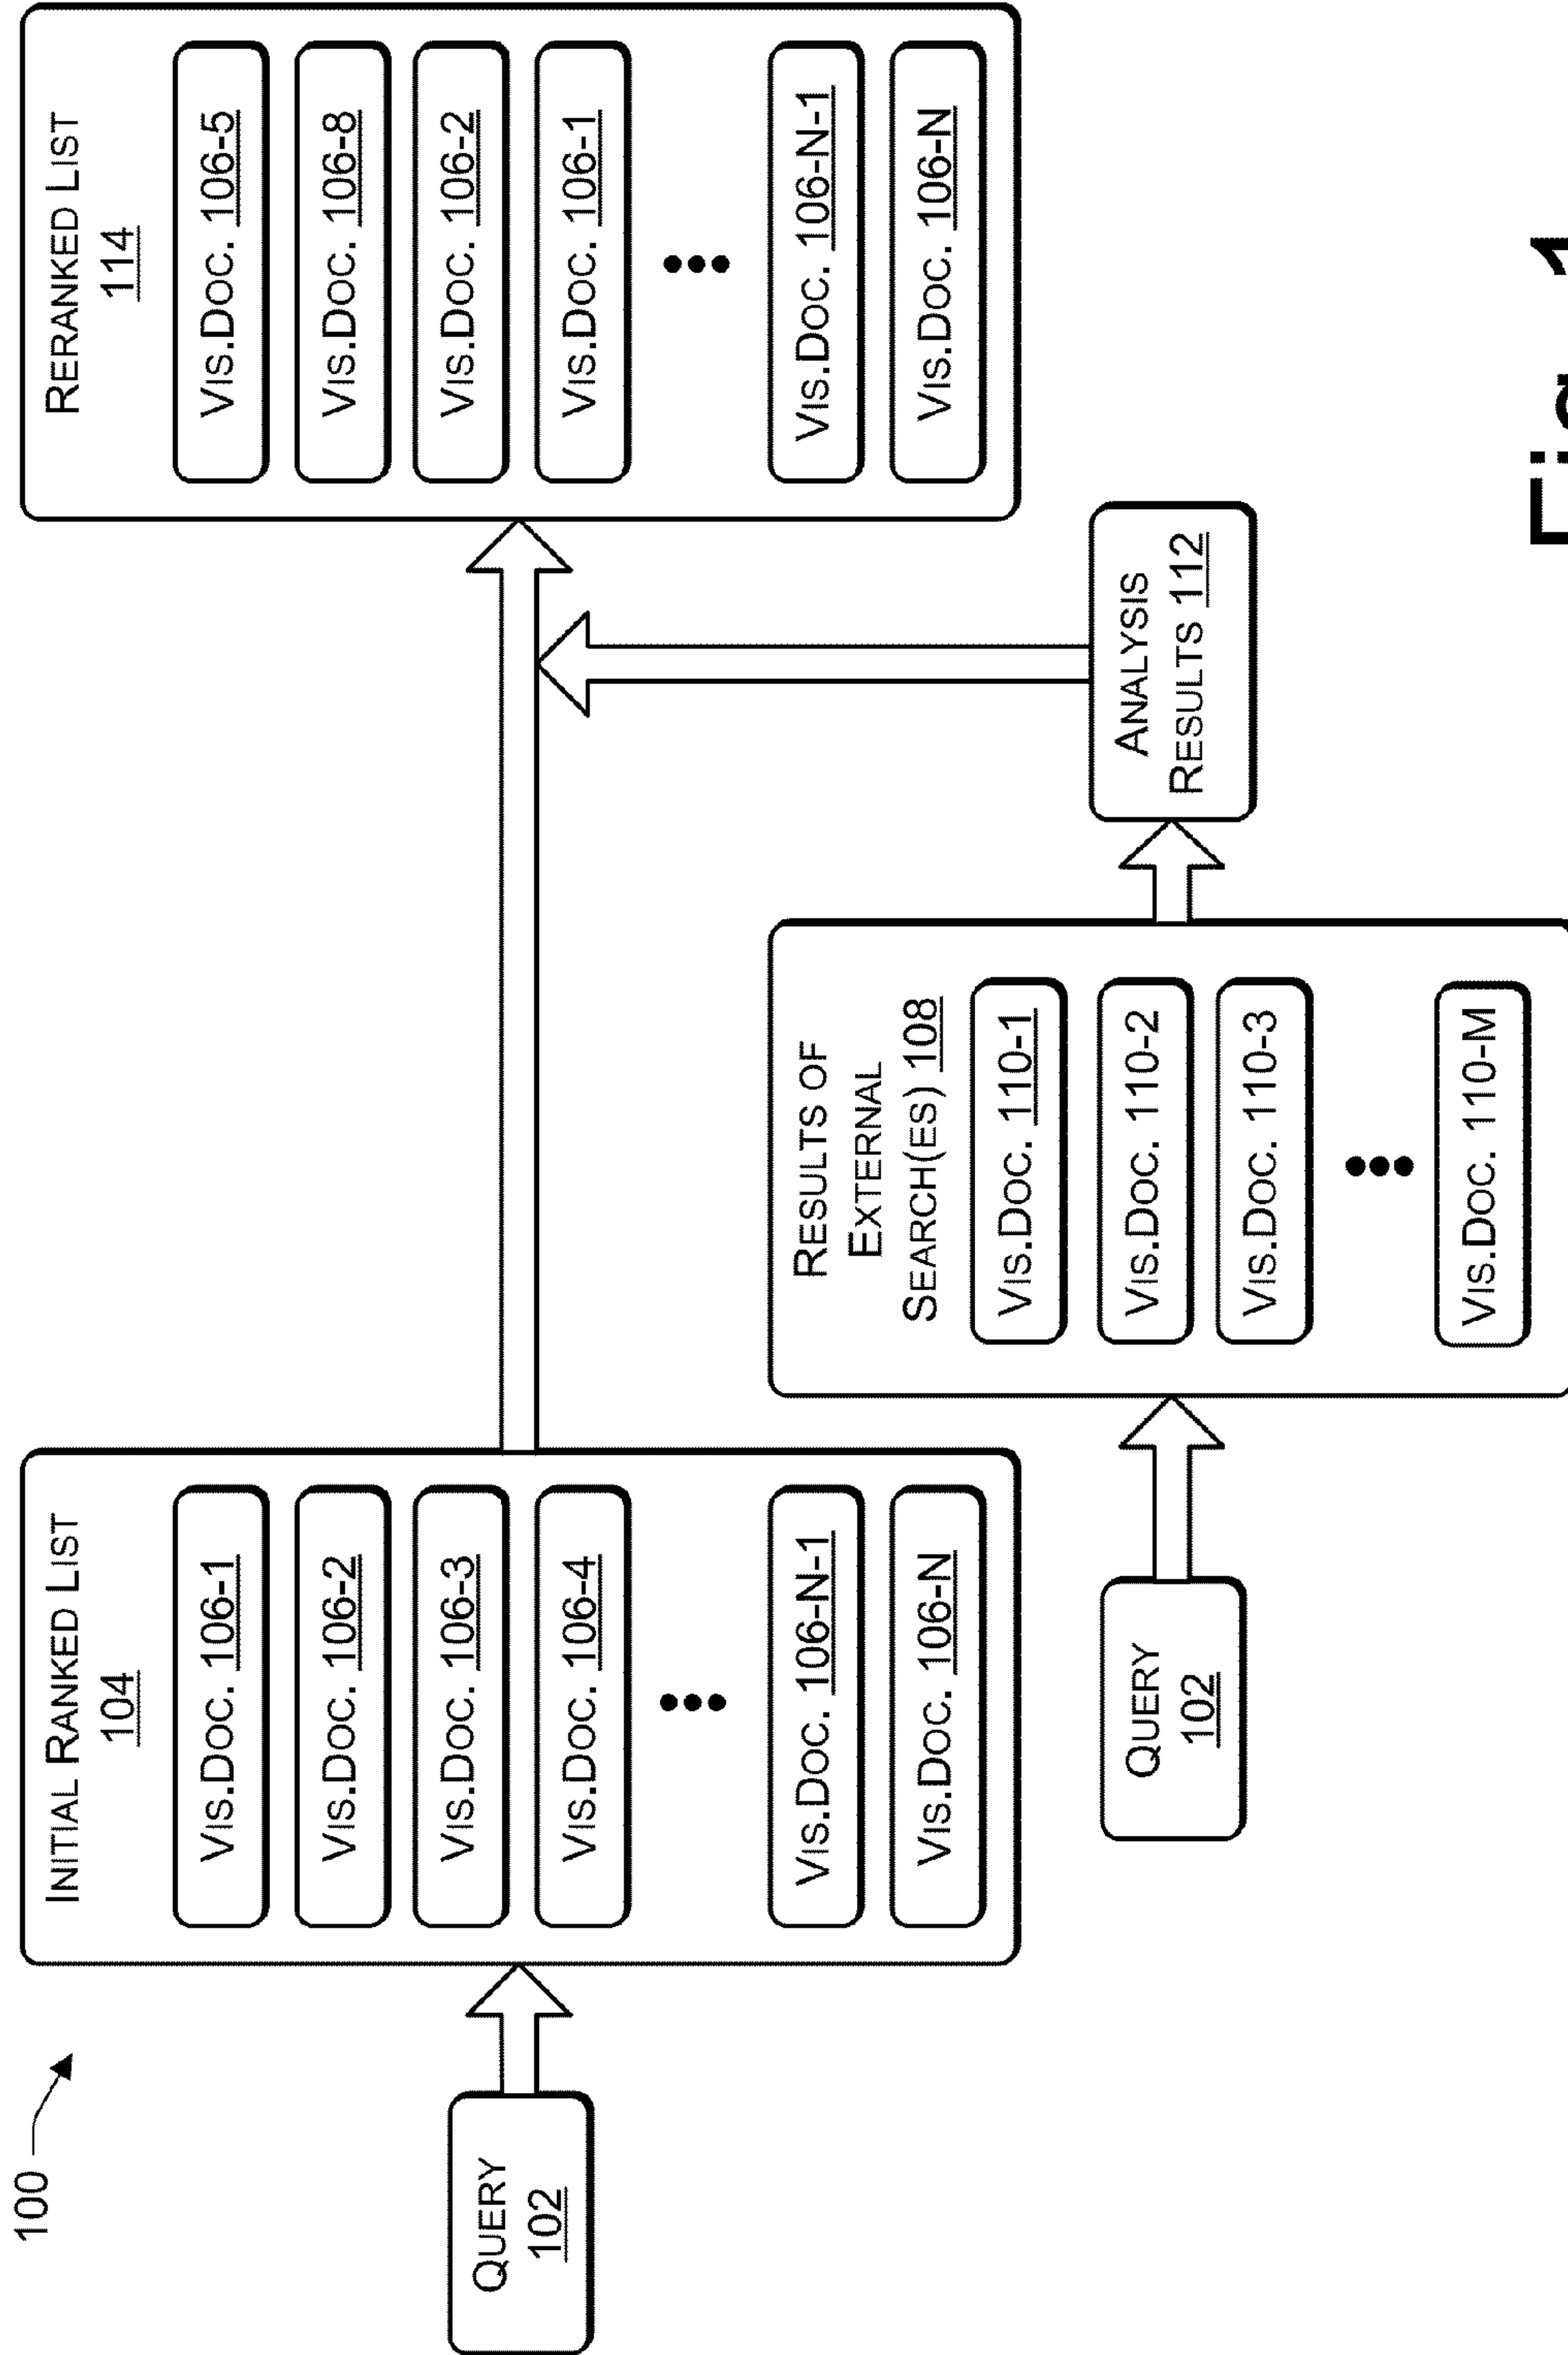 100
QUERY
102
INITIAL RANKED LIST
104
VIS.DOC. 106-1
VIS.DOC. 106-2
VIS.DOC. 106-3
VIS.DOC. 106-4
VIS.DOC. 106-N-1
VIS.DOC. 106-N
QUERY
102
RESULTS OF
EXTERNAL
SEARCH(ES) 108
VIS.DOC. 110-1
VIS.DOC. 110-2
VIS.DOC. 110-3
VIS.DOC. 110-M
ANALYSIS
RESULTS 112
RERANKED LIST
114
VIS.DOC. 106-5
VIS.DOC. 106-8
VIS.DOC. 106-2
VIS.DOC. 106-1
VIS.DOC. 106-N-1
VIS.DOC. 106-N
Fig. 1